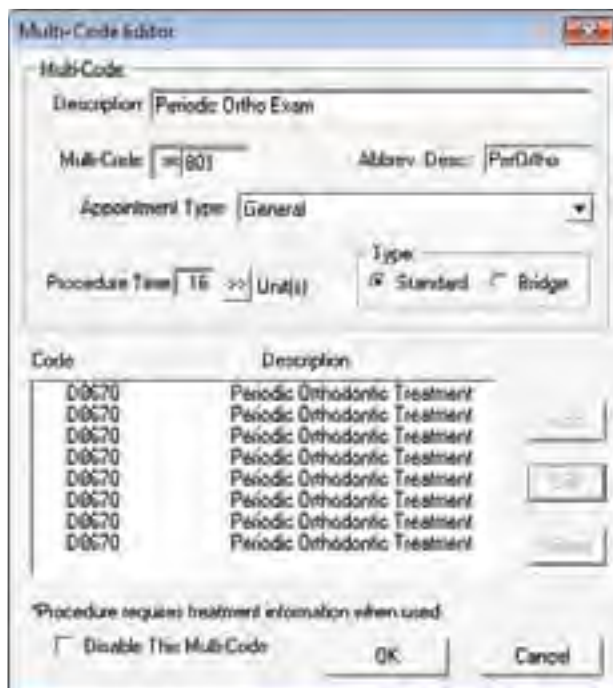 Multi-Code Editor
Multi-Code
Description: Periodic Ortho Exam
Multi-Code: 801 Abbrev. Desc.: PerOrtho
Appointment Type: General
Type:
Procedure Time: 16 >> Unit(s) Standard Bridge
Code Description
D8670 Periodic Orthodontic Treatment
D8670 Periodic Orthodontic Treatment
D8670 Periodic Orthodontic Treatment
D8670 Periodic Orthodontic Treatment
D8670 Periodic Orthodontic Treatment
D8670 Periodic Orthodontic Treatment
D8670 Periodic Orthodontic Treatment
D8670 Periodic Orthodontic Treatment
*Procedure requires treatment information when used
Disable This Multi-Code OK Cancel